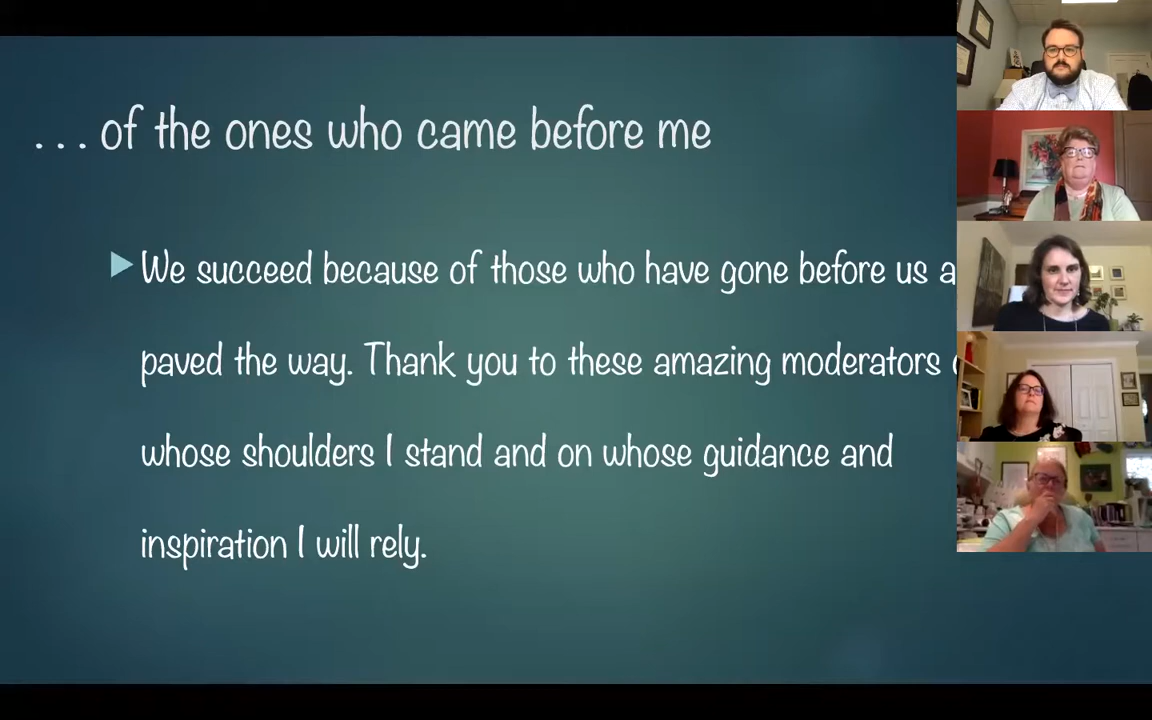 . . . of the ones who came before me
We succeed because of those who have gone before us a
paved the way. Thank you to these amazing moderators
whose shoulders I stand and on whose guidance and
inspiration I will rely.